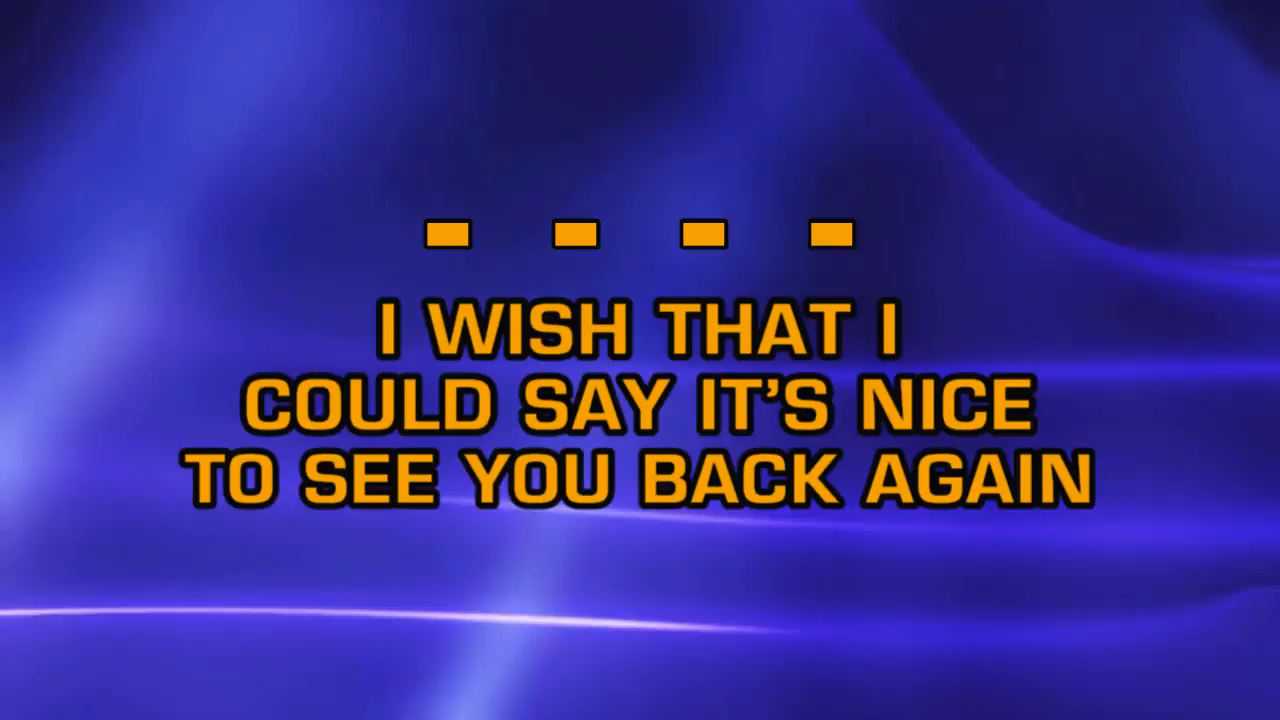 - - - -
I WISH THAT I
COULD SAY IT'S NICE
TO SEE YOU BACK AGAIN